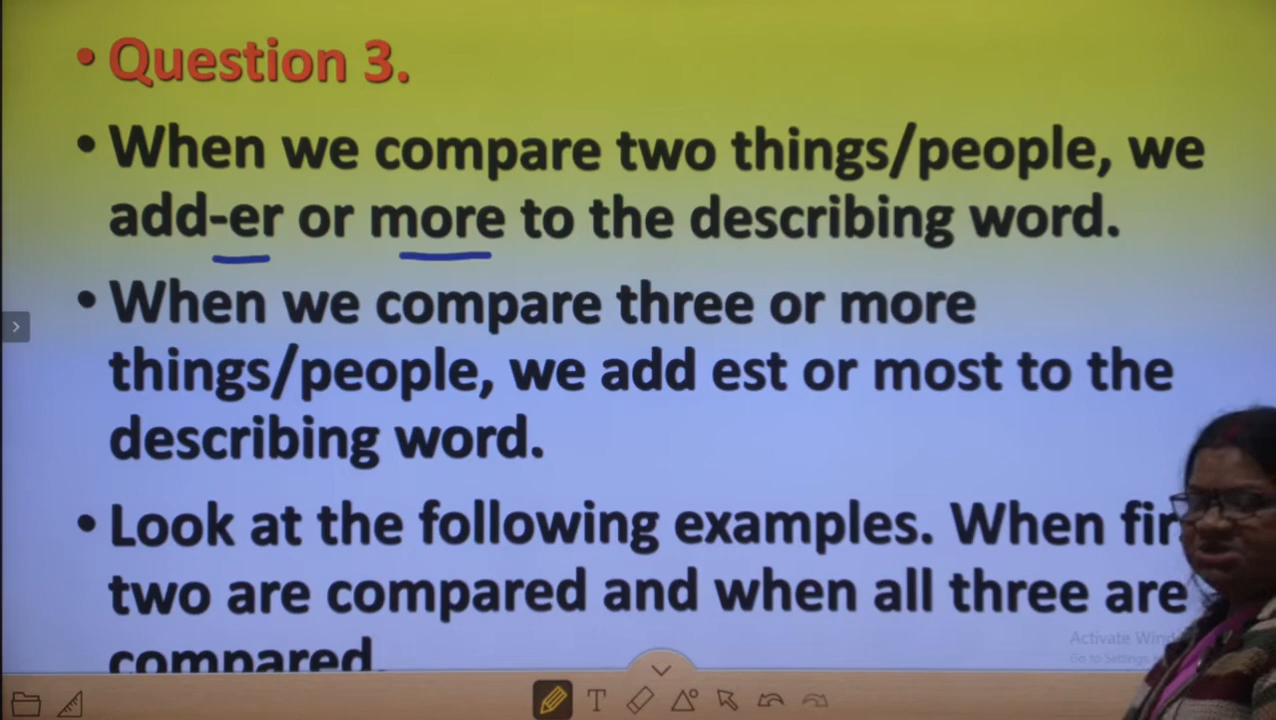 • Question 3.
• When we compare two things/people, we
add-er or more to the describing word.
• When we compare three or more
things/people, we add est or most to the
describing word.
• Look at the following examples. When
two are compared and when all three are
compared.
T
Activate
Go to Settings